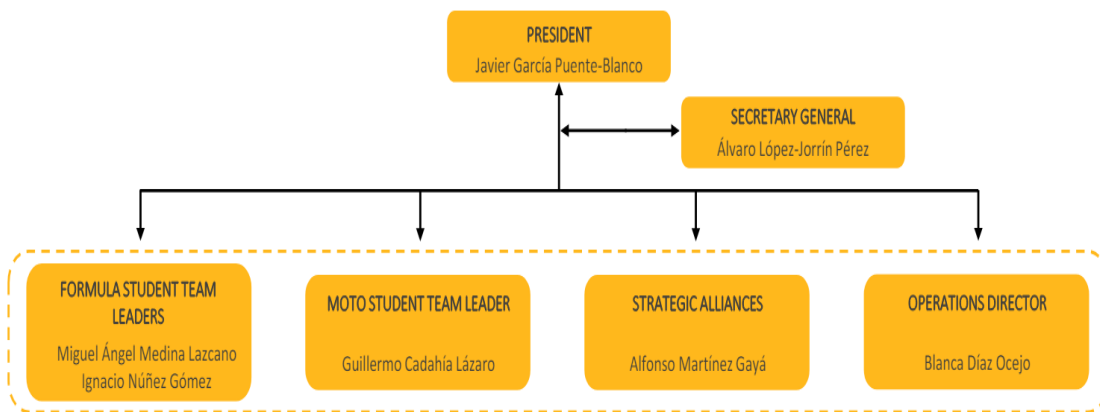 PRESIDENT
Javier García Puente-Blanco
SECRETARY GENERAL
Álvaro López-Jorrín Pérez
FORMULA STUDENT TEAM
LEADERS
Miguel Ángel Medina Lazcano
Ignacio Núñez Gómez
MOTO STUDENT TEAM LEADER
Guillermo Cadahía Lázaro
STRATEGIC ALLIANCES
Alfonso Martínez Gayá
OPERATIONS DIRECTOR
Blanca Díaz Ocejo